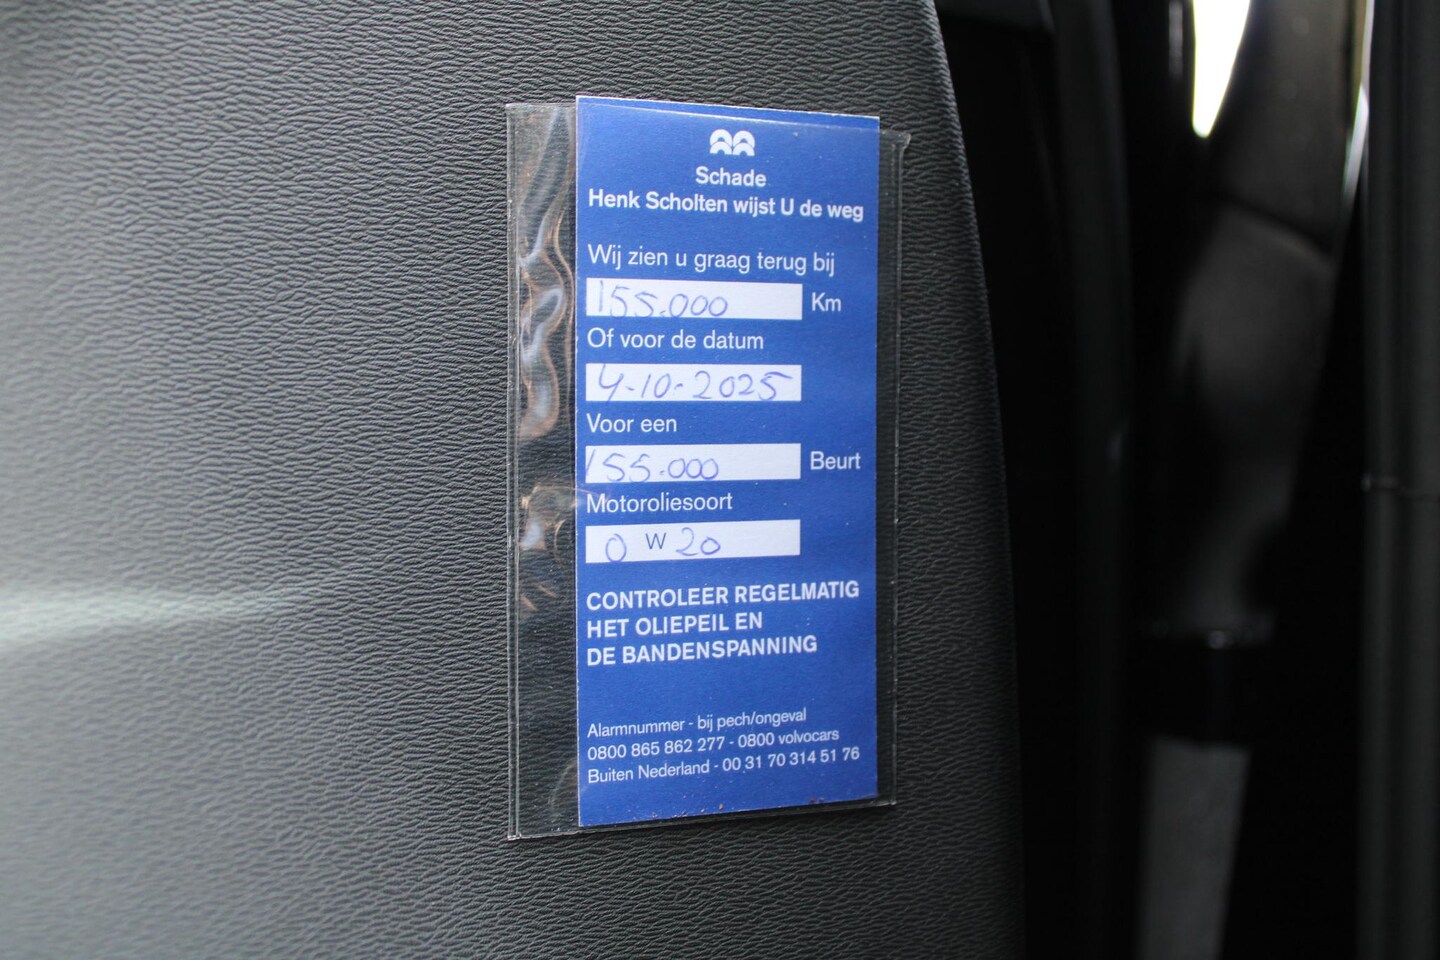 Schade
Henk Scholten wijst U de weg
Wij zien u graag terug bij
155.000 Km
Of voor de datum
4-10-2025
Voor een
155.000 Beurt
Motoroliesoort
0 W 20
CONTROLEER REGELMATIG
HET OLIEPEIL EN
DE BANDENSPANNING
Alarmnummer - bij pech/ongeval
0800 865 862 277 - 0800 volvocars
Buiten Nederland - 00 31 70 314 51 76